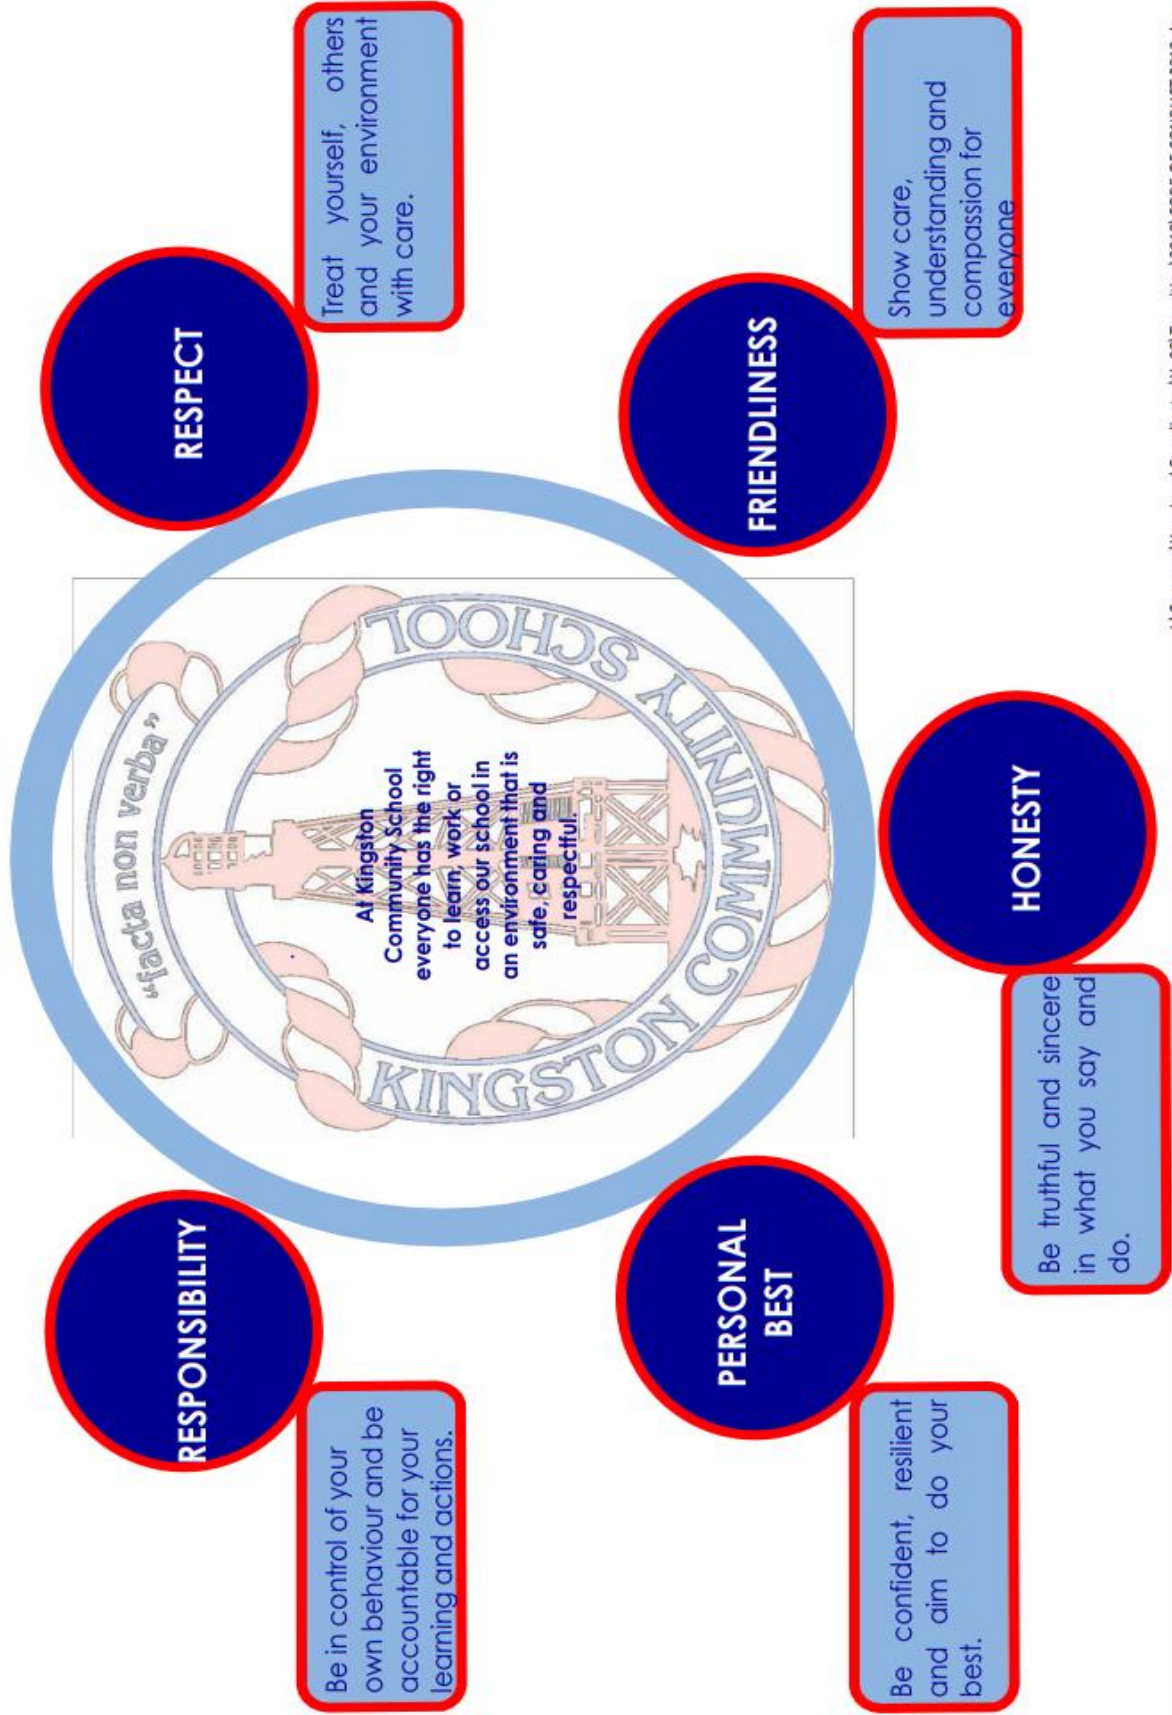 RESPONSIBILITY
Be in control of your
own behaviour and be
accountable for your
learning and actions.
RESPECT
Treat yourself, others
and your environment
with care.
"facta non verba"
KINGSTON COMMUNITY SCHOOL
At Kingston
Community School
everyone has the right
to learn, work or
access our school in
an environment that is
safe, caring and
respectful.
PERSONAL
BEST
Be confident, resilient
and aim to do your
best.
FRIENDLINESS
Show care,
understanding and
compassion for
everyone
HONESTY
Be truthful and sincere
in what you say and
do.